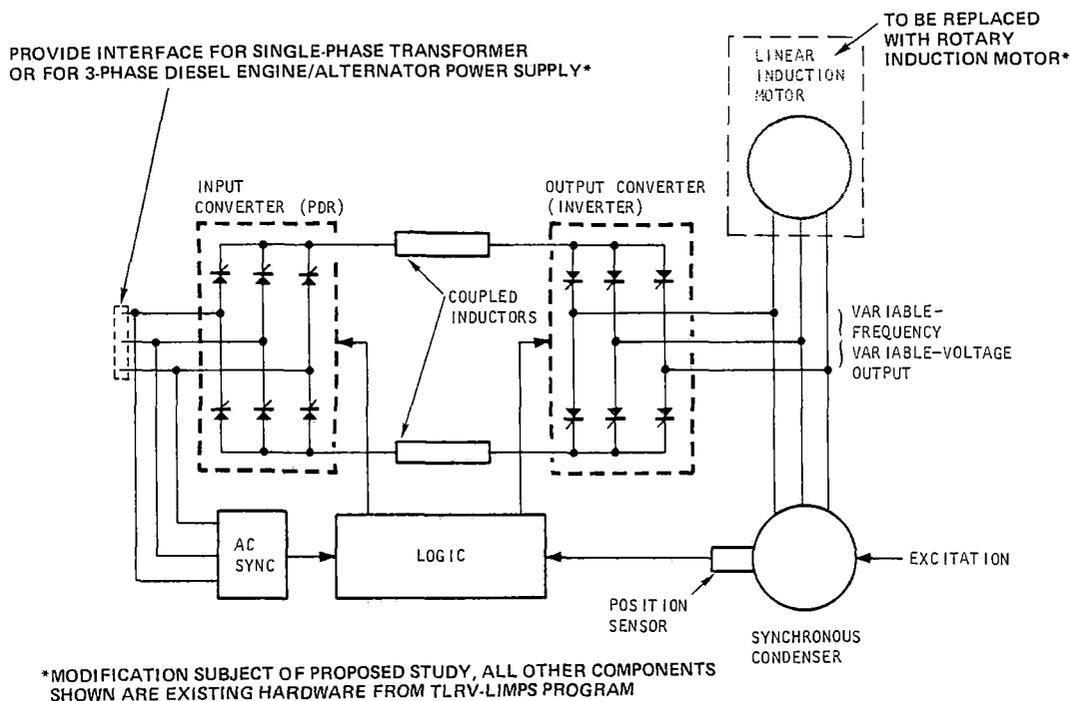 TO BE REPLACED
WITH ROTARY
INDUCTION MOTOR*
PROVIDE INTERFACE FOR SINGLE-PHASE TRANSFORMER
OR FOR 3-PHASE DIESEL ENGINE/ALTERNATOR POWER SUPPLY*
LINEAR
INDUCTION
MOTOR
INPUT
CONVERTER (PDR)
OUTPUT CONVERTER
(INVERTER)
COUPLED
INDUCTORS
VARIABLE-
FREQUENCY
VARIABLE-VOLTAGE
OUTPUT
AC
SYNC
LOGIC
EXCITATION
POSITION
SENSOR
SYNCHRONOUS
CONDENSER
*MODIFICATION SUBJECT OF PROPOSED STUDY, ALL OTHER COMPONENTS
SHOWN ARE EXISTING HARDWARE FROM TLRV-LIMPS PROGRAM